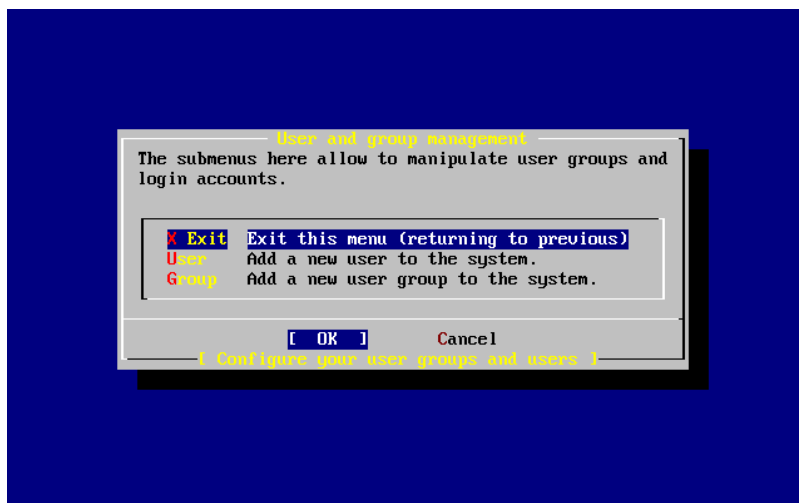 User and group management
The submenus here allow to manipulate user groups and
login accounts.
X Exit Exit this menu (returning to previous)
User Add a new user to the system.
Group Add a new user group to the system.
[ OK ] Cancel
[ Configure your user groups and users ]